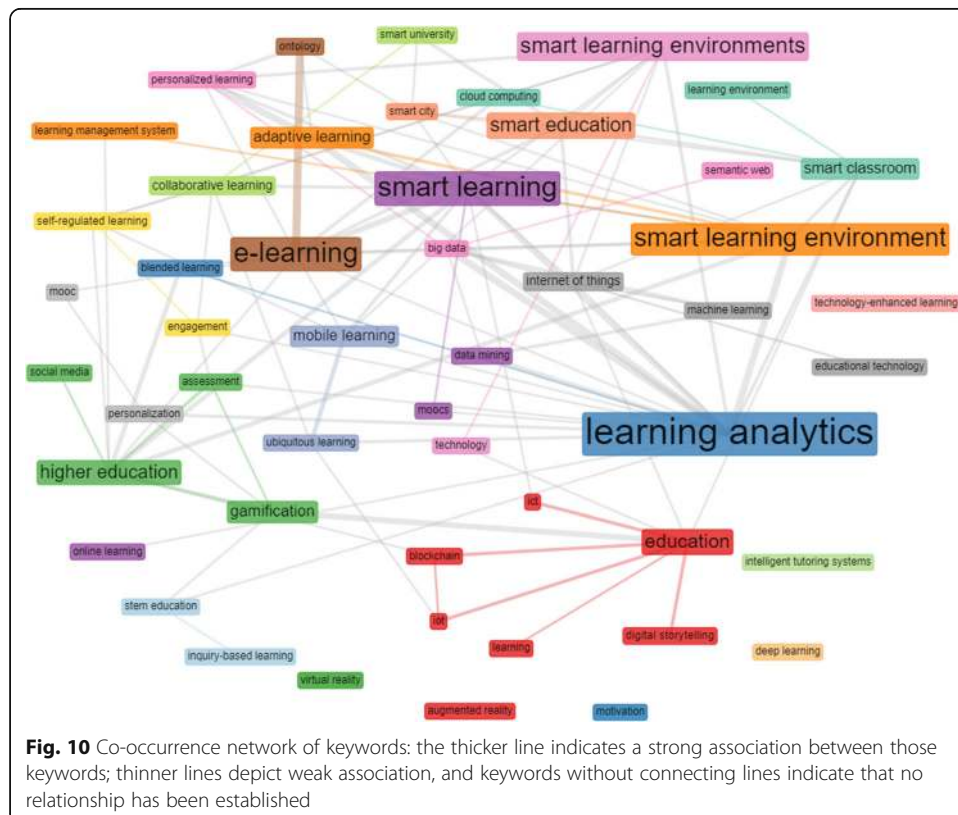 ontology
smart university
smart learning environments
personalized learning
cloud computing
learning environment
smart city
learning management system
adaptive learning
smart education
collaborative learning
smart learning
semantic web
smart classroom
self-regulated learning
e-learning
big data
smart learning environment
blended learning
internet of things
mooc
machine learning
technology-enhanced learning
engagement
mobile learning
data mining
educational technology
social media
assessment
personalization
moocs
learning analytics
ubiquitous learning
technology
higher education
gamification
ict
online learning
blockchain
education
intelligent tutoring systems
stem education
iot
learning
digital storytelling
inquiry-based learning
deep learning
virtual reality
augmented reality
motivation
Fig. 10 Co-occurrence network of keywords: the thicker line indicates a strong association between those
keywords; thinner lines depict weak association, and keywords without connecting lines indicate that no
relationship has been established